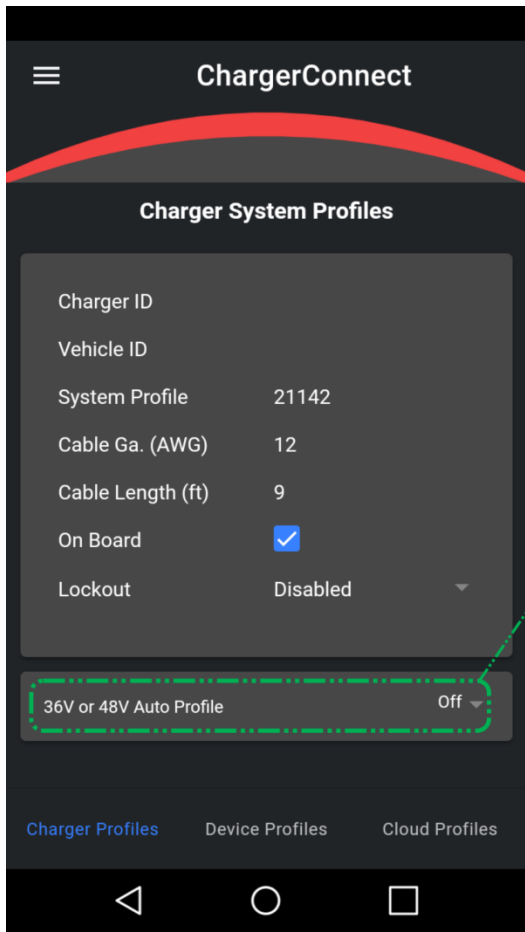 ChargerConnect
Charger System Profiles
Charger ID
Vehicle ID
System Profile 21142
Cable Ga. (AWG) 12
Cable Length (ft) 9
On Board
Lockout Disabled
36V or 48V Auto Profile Off
Charger Profiles Device Profiles Cloud Profiles